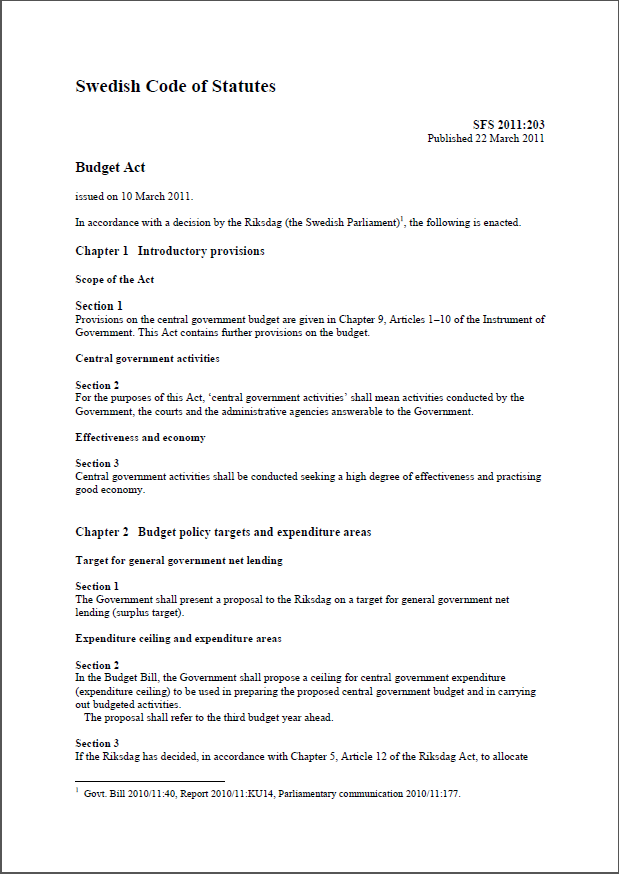 Swedish Code of Statutes
SFS 2011:203
Published 22 March 2011
Budget Act
issued on 10 March 2011.
In accordance with a decision by the Riksdag (the Swedish Parliament)1, the following is enacted.
Chapter 1 Introductory provisions
Scope of the Act
Section 1
Provisions on the central government budget are given in Chapter 9, Articles 1–10 of the Instrument of
Government. This Act contains further provisions on the budget.
Central government activities
Section 2
For the purposes of this Act, ‘central government activities’ shall mean activities conducted by the
Government, the courts and the administrative agencies answerable to the Government.
Effectiveness and economy
Section 3
Central government activities shall be conducted seeking a high degree of effectiveness and practising
good economy.
Chapter 2 Budget policy targets and expenditure areas
Target for general government net lending
Section 1
The Government shall present a proposal to the Riksdag on a target for general government net
lending (surplus target).
Expenditure ceiling and expenditure areas
Section 2
In the Budget Bill, the Government shall propose a ceiling for central government expenditure
(expenditure ceiling) to be used in preparing the proposed central government budget and in carrying
out budgeted activities.
The proposal shall refer to the third budget year ahead.
Section 3
If the Riksdag has decided, in accordance with Chapter 5, Article 12 of the Riksdag Act, to allocate
1 Govt. Bill 2010/11:40, Report 2010/11:KU14, Parliamentary communication 2010/11:177.